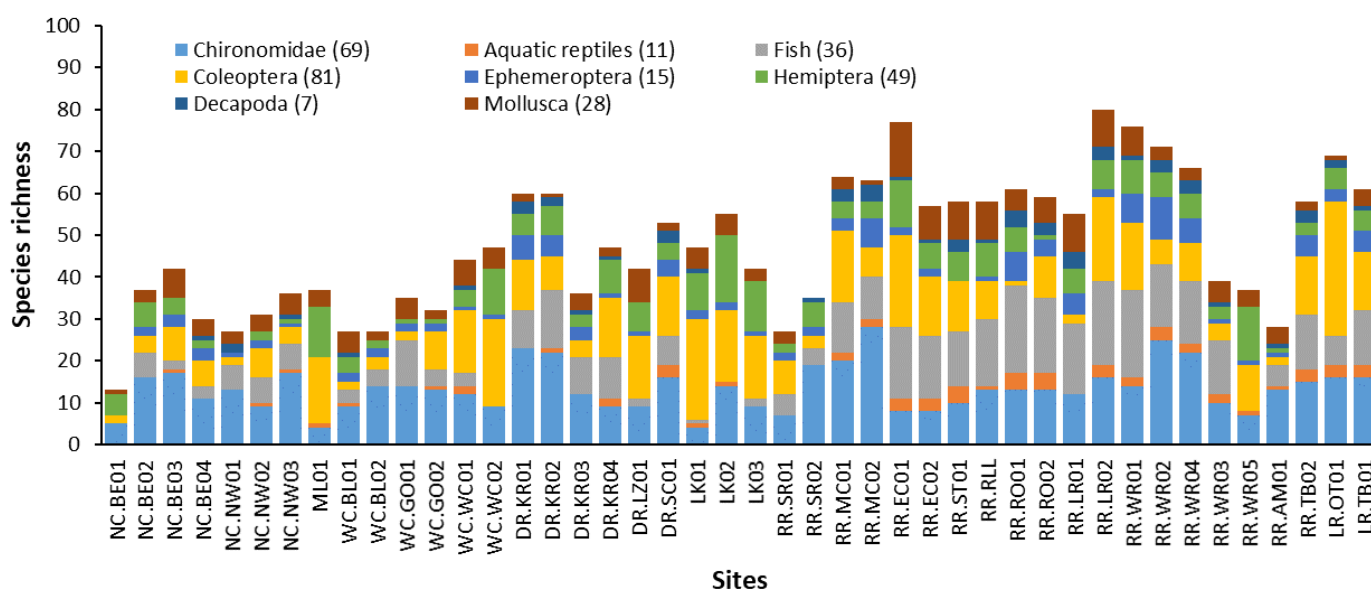 100
90
80
70
60
50
40
30
20
10
0
Species richness
Chironomidae (69) Aquatic reptiles (11) Fish (36)
Coleoptera (81) Ephemeroptera (15) Hemiptera (49)
Decapoda (7) Mollusca (28)
NC.BE01
NC.BE02
NC.BE03
NC.BE04
NC.NW01
NC.NW02
NC.NW03
ML01
WC.BL01
WC.BL02
WC.GO01
WC.GO02
WC.WC01
WC.WC02
DR.KR01
DR.KR02
DR.KR03
DR.KR04
DR.LZ01
DR.SC01
LK01
LK02
LK03
RR.SR01
RR.SR02
RR.MC01
RR.MC02
RR.EC01
RR.EC02
RR.ST01
RR.RLL
RR.RO01
RR.RO02
RR.LR01
RR.LR02
RR.WR01
RR.WR02
RR.WR04
RR.WR03
RR.WR05
RR.AM01
RR.TB02
LR.OT01
LR.TB01
Sites